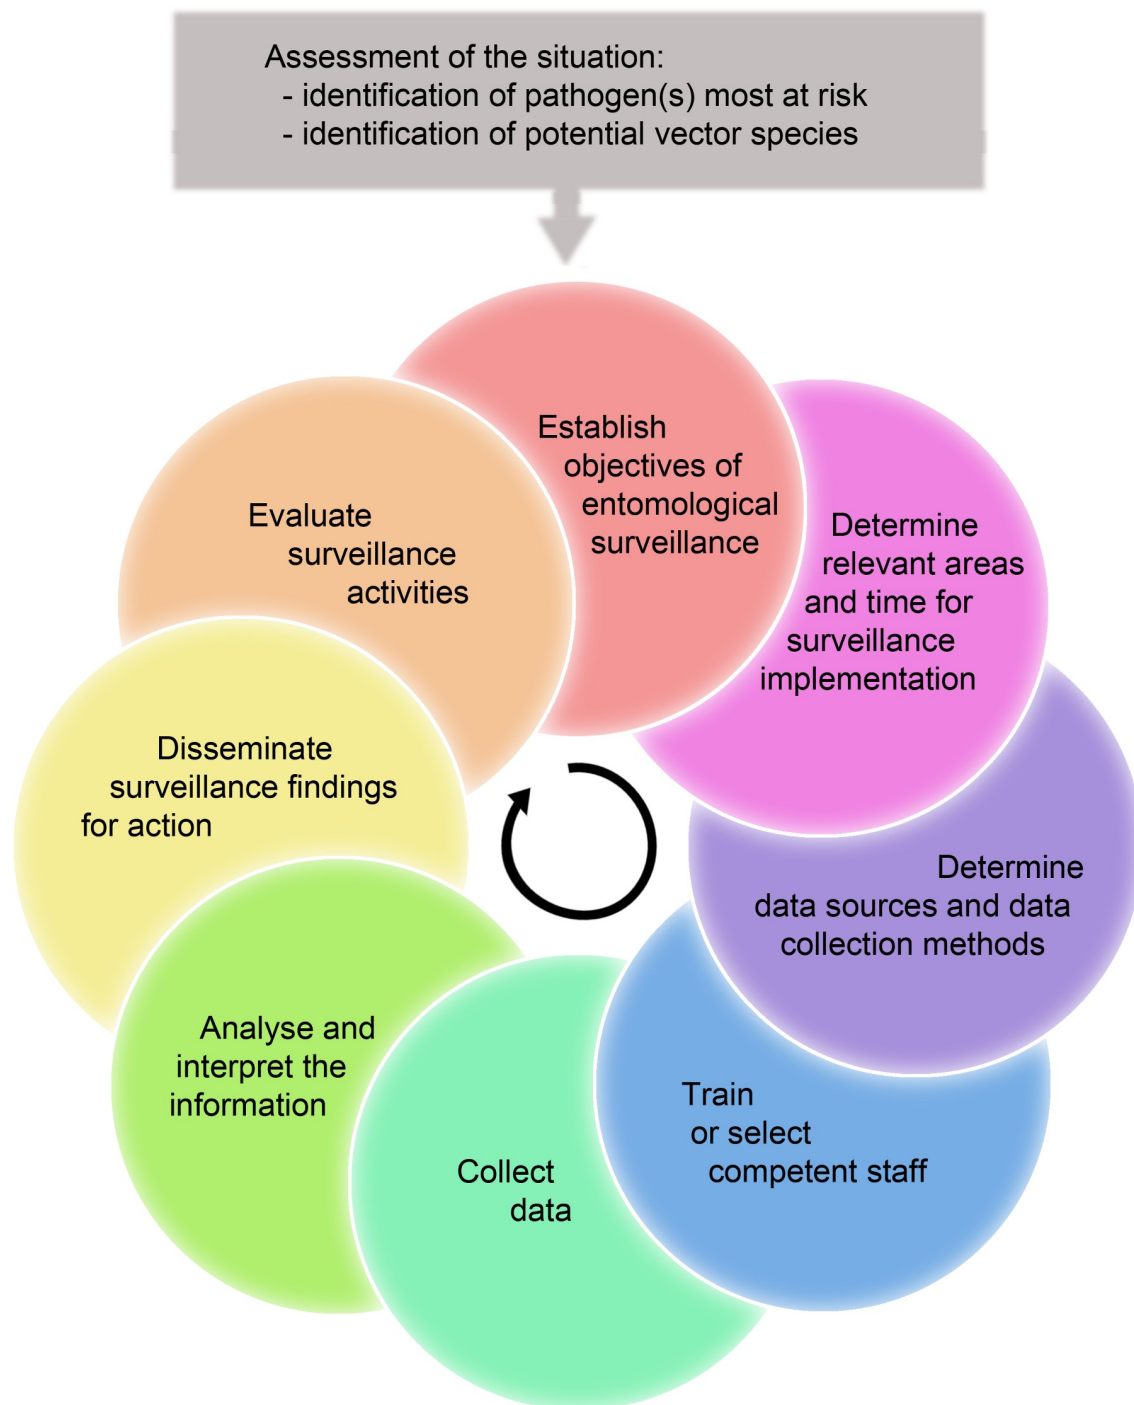 Assessment of the situation:
- identification of pathogen(s) most at risk
- identification of potential vector species
Establish
objectives of
entomological
surveillance
Determine
relevant areas
and time for
surveillance
implementation
Determine
data sources and data
collection methods
Train
or select
competent staff
Collect
data
Analyse and
interpret the
information
Disseminate
surveillance findings
for action
Evaluate
surveillance
activities